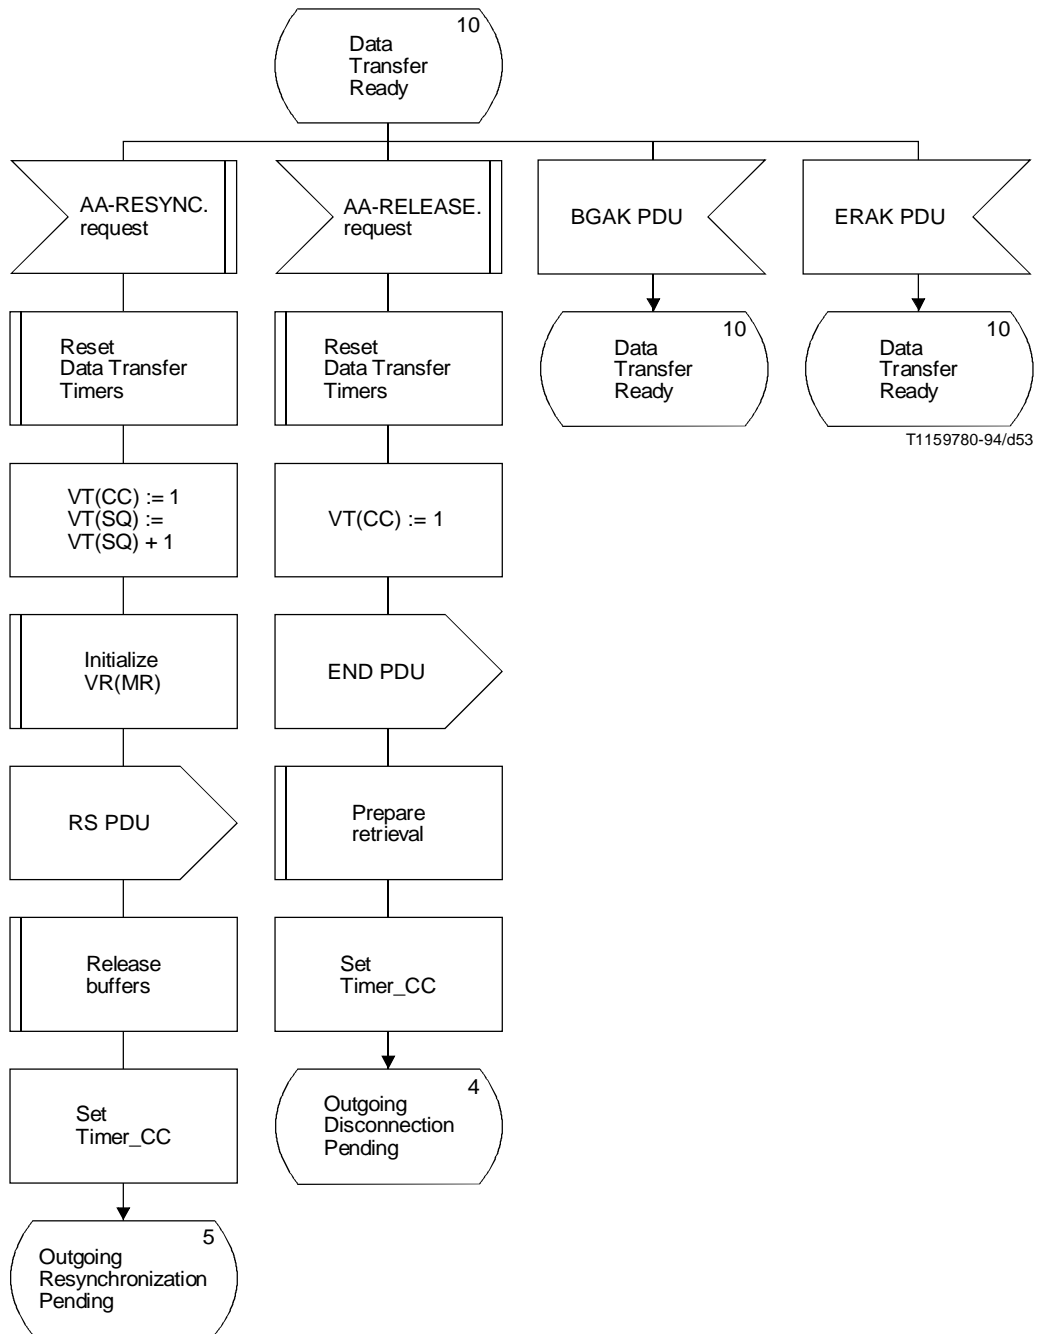 10
Data
Transfer
Ready
AA-RESYNC.
request
AA-RELEASE.
request
BGAK PDU
ERAK PDU
Reset
Data Transfer
Timers
Reset
Data Transfer
Timers
10
Data
Transfer
Ready
10
Data
Transfer
Ready
T1159780-94/d53
VT(CC) := 1
VT(SQ) :=
VT(SQ) + 1
VT(CC) := 1
Initialize
VR(MR)
END PDU
RS PDU
Prepare
retrieval
Release
buffers
Set
Timer_CC
Set
Timer_CC
4
Outgoing
Disconnection
Pending
5
Outgoing
Resynchronization
Pending